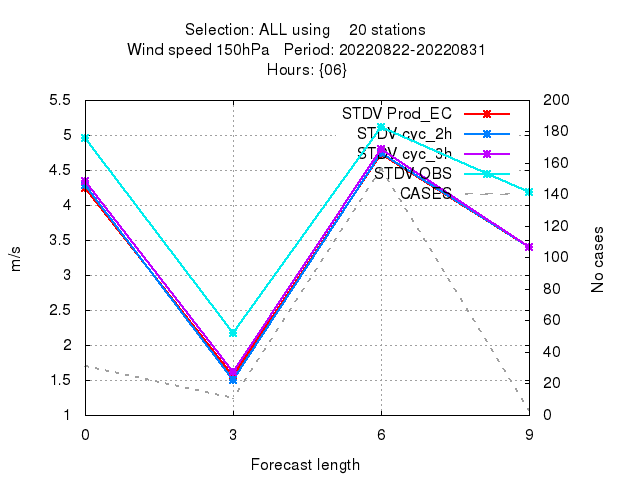 Selection: ALL using 20 stations
Wind speed 150hPa Period: 20220822-20220831
Hours: {06}
STDV Prod_EC
STDV cyc_2h
STDV cyc_3h
STDV OBS
CASES
5.5
5
4.5
4
3.5
3
2.5
2
1.5
1
m/s
200
180
160
140
120
100
80
60
40
20
0
No cases
0 3 6 9
Forecast length